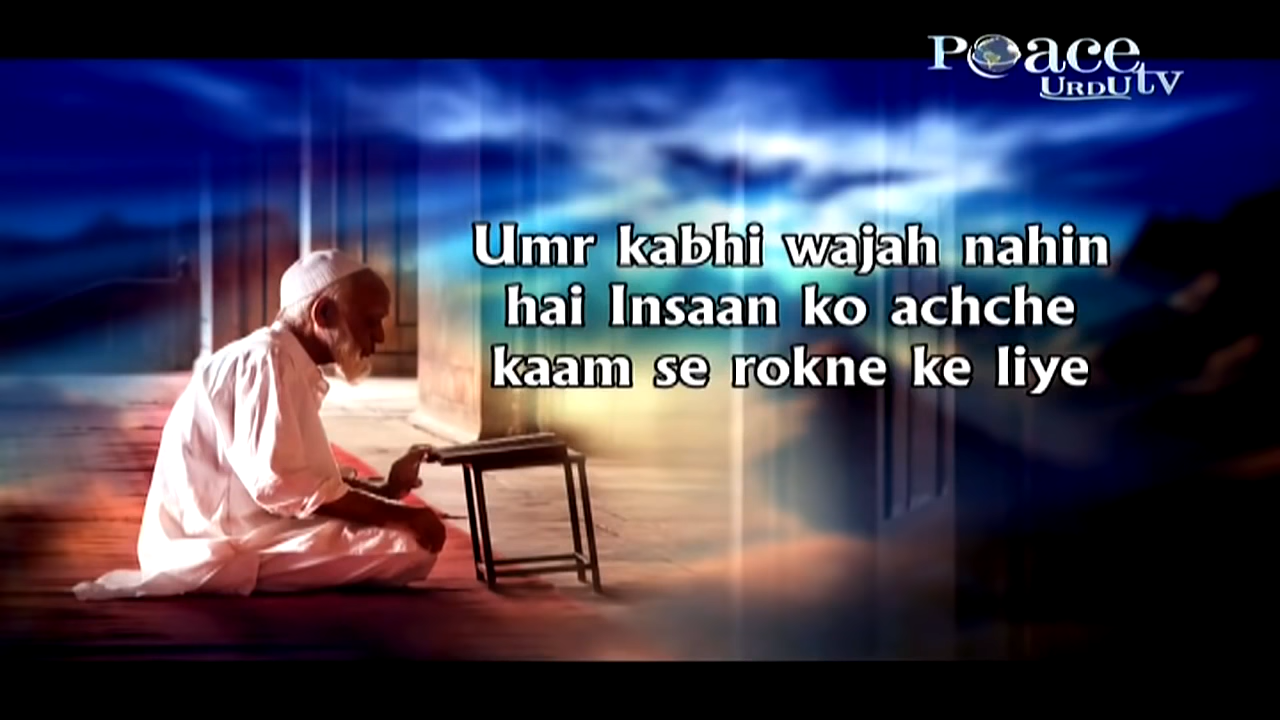 Peace
URDU tv
Umr kabhi wajah nahin
hai Insaan ko achche
kaam se rokne ke liye